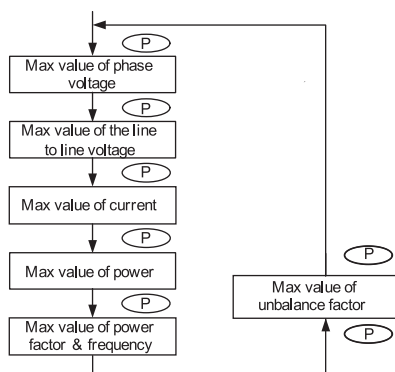 P
Max value of phase
voltage
P
Max value of the line
to line voltage
P
Max value of current
P
Max value of power
P
Max value of power
factor & frequency
P
Max value of
unbalance factor
P